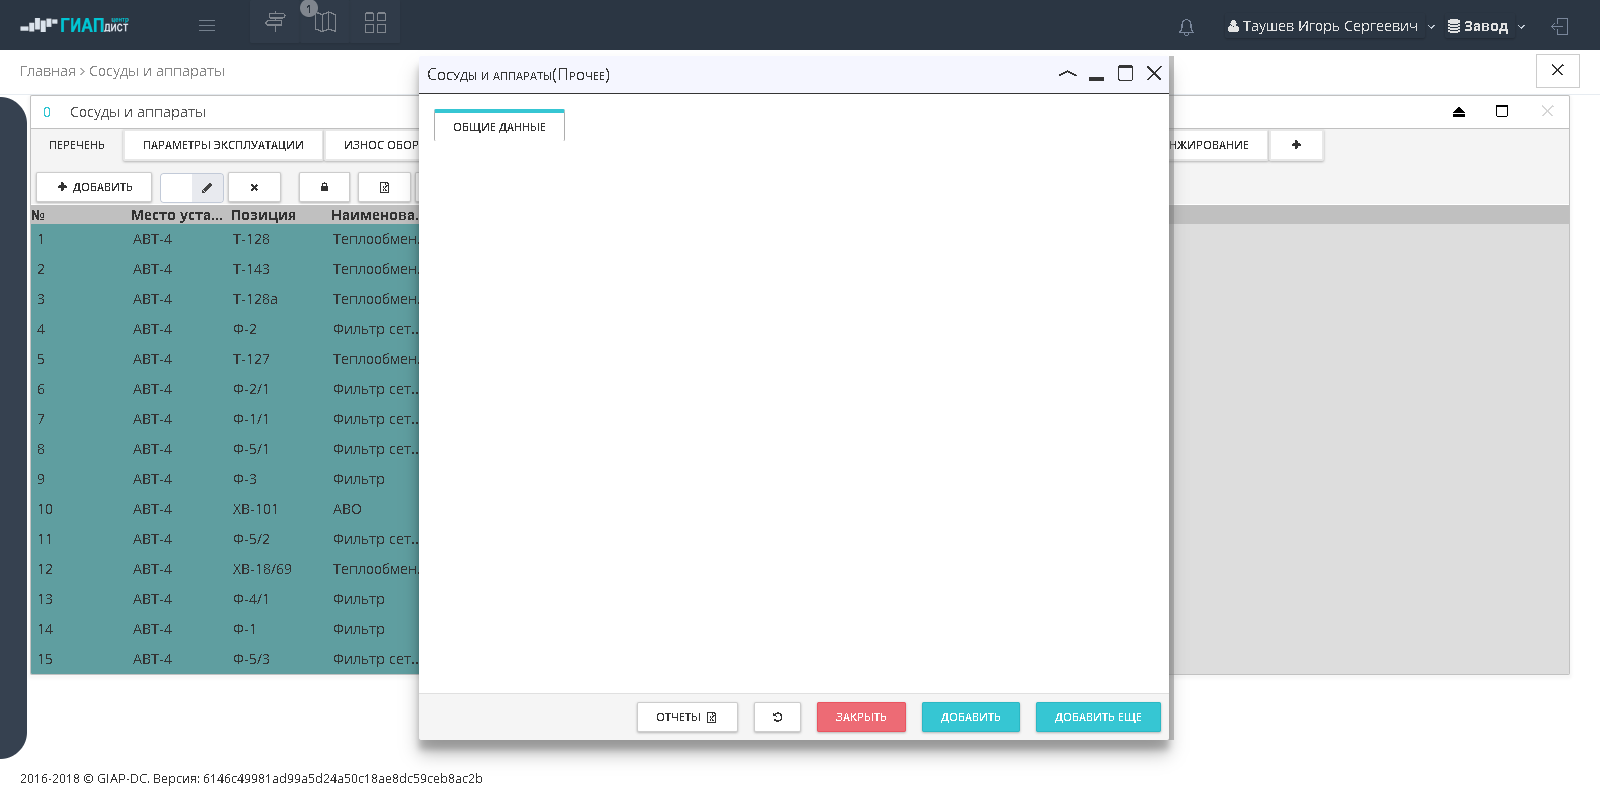 ГИАП ЦЕНТР ДИСТ
1
Таушев Игорь Сергеевич
Завод
Главная > Сосуды и аппараты
0 Сосуды и аппараты
ПЕРЕЧЕНЬ ПАРАМЕТРЫ ЭКСПЛУАТАЦИИ ИЗНОС ОБОР
НЖИРОВАНИЕ
ДОБАВИТЬ
№ Место уста... Позиция Наименова...
1 АВТ-4 Т-128 Теплообмен...
2 АВТ-4 Т-143 Теплообмен...
3 АВТ-4 Т-128а Теплообмен...
4 АВТ-4 Ф-2 Фильтр сет...
5 АВТ-4 Т-127 Теплообмен...
6 АВТ-4 Ф-2/1 Фильтр сет...
7 АВТ-4 Ф-1/1 Фильтр сет...
8 АВТ-4 Ф-5/1 Фильтр сет...
9 АВТ-4 Ф-3 Фильтр
10 АВТ-4 ХВ-101 АВО
11 АВТ-4 Ф-5/2 Фильтр сет...
12 АВТ-4 ХВ-18/69 Теплообмен...
13 АВТ-4 Ф-4/1 Фильтр
14 АВТ-4 Ф-1 Фильтр
15 АВТ-4 Ф-5/3 Фильтр сет...
Сосуды и аппараты(Прочее)
ОБЩИЕ ДАННЫЕ
ОТЧЕТЫ ЗАКРЫТЬ ДОБАВИТЬ ДОБАВИТЬ ЕЩЕ
2016-2018 © GIAP-DC. Версия: 6146c49981ad99a5d24a50c18ae8dc59ceb8ac2b